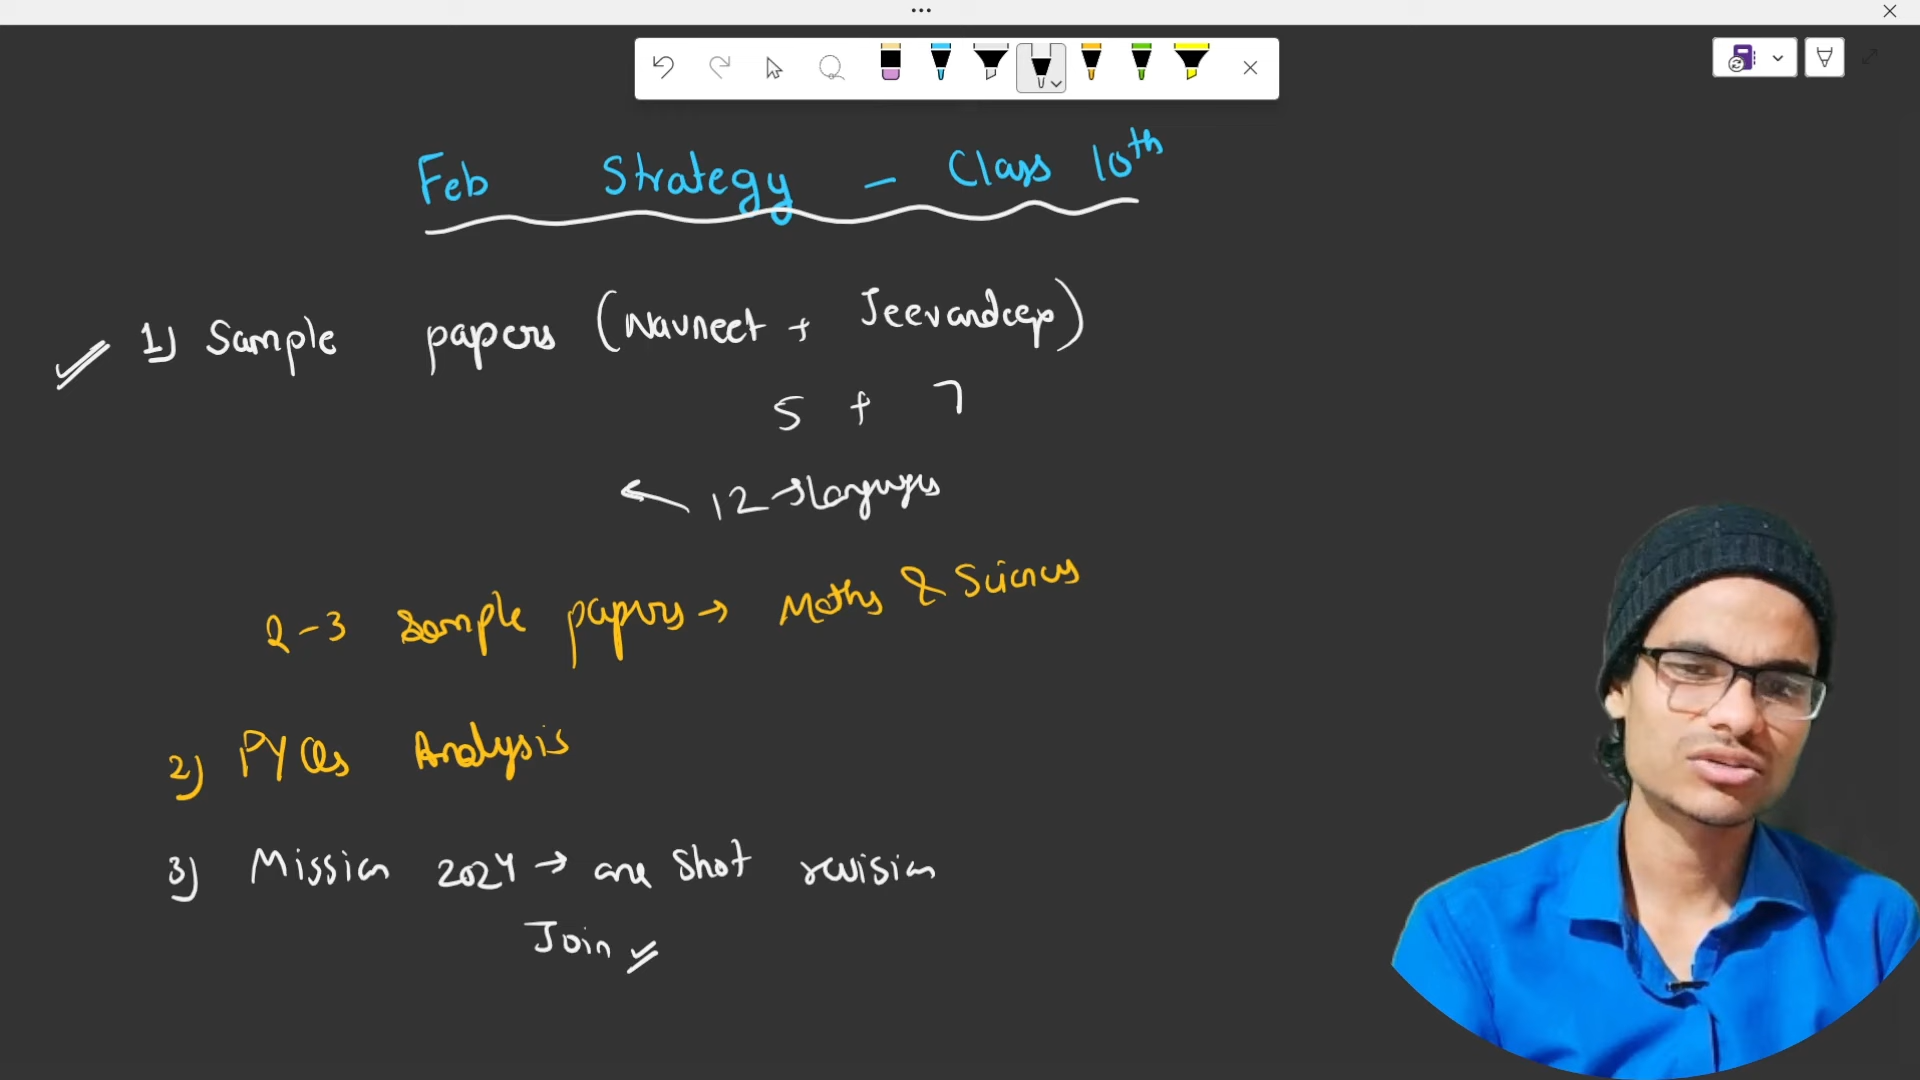 Feb Strategy - Class 10th
1) Sample papers (Navneet + Jeevandeep)
5 + 7
← 12 → languages
2-3 Sample papers → Maths & Science
2) PYQs Analysis
3) Mission 2024 → one shot revision
Join